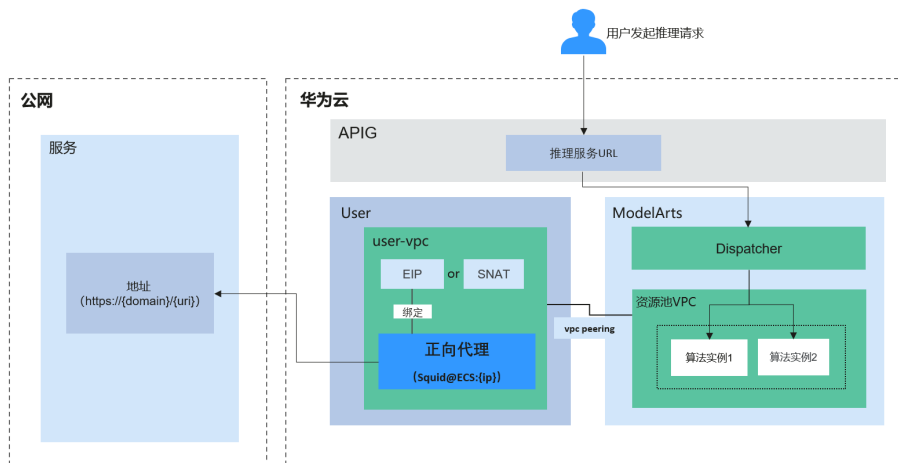 用户发起推理请求
公网
服务
地址
（https://{domain}/{uri}）
华为云
APIG
推理服务URL
User
user-vpc
EIP or SNAT
绑定
正向代理
（Squid@ECS:{ip}）
vpc peering
ModelArts
Dispatcher
资源池VPC
算法实例1 算法实例2